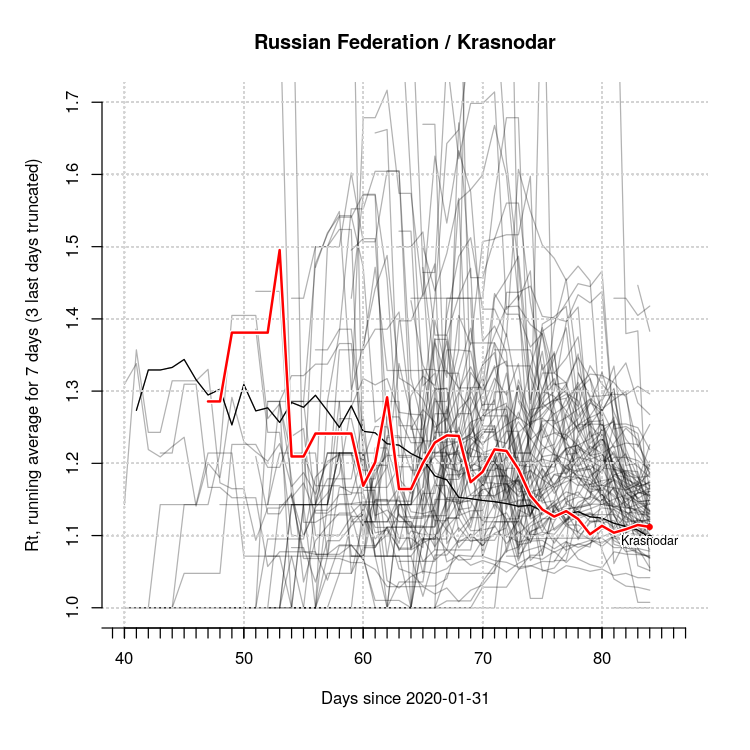 Russian Federation / Krasnodar
Rt, running average for 7 days (3 last days truncated)
1.7
1.6
1.5
1.4
1.3
1.2
1.1
1.0
Krasnodar
40 50 60 70 80
Days since 2020-01-31